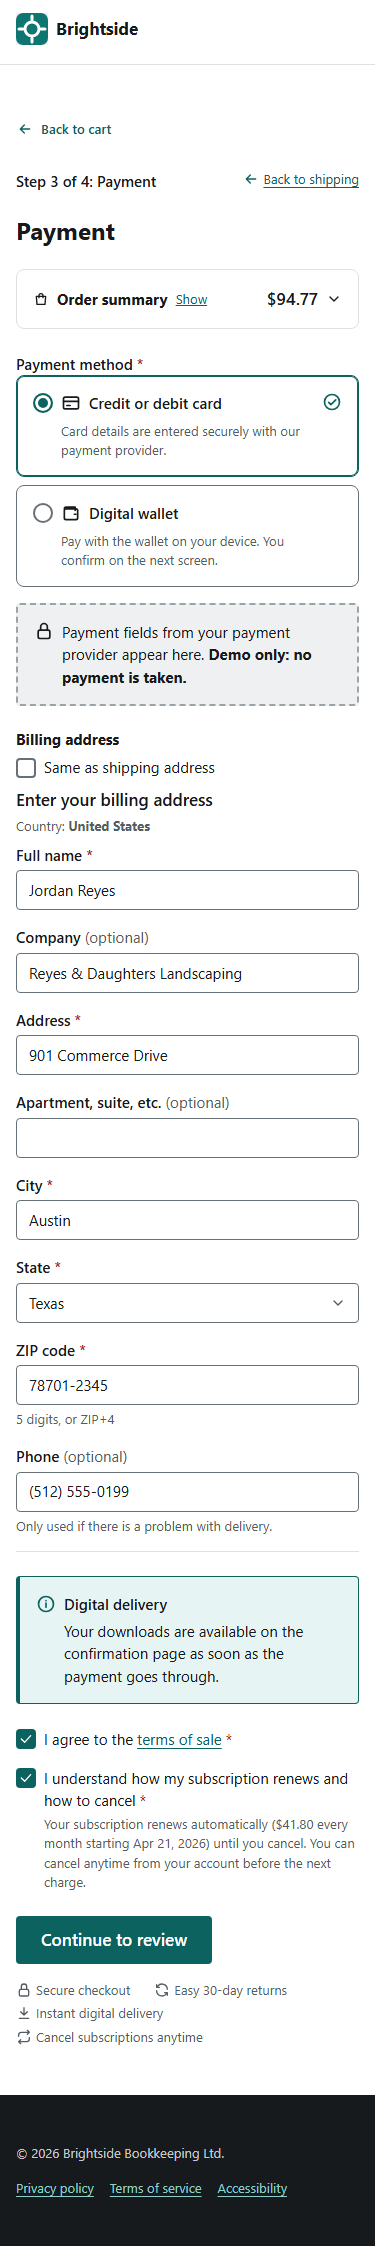 Brightside
Back to cart
Step 3 of 4: Payment
Back to shipping
Payment
Order summary Show $94.77
Payment method *
Credit or debit card
Card details are entered securely with our
payment provider.
Digital wallet
Pay with the wallet on your device. You
confirm on the next screen.
Payment fields from your payment
provider appear here. Demo only: no
payment is taken.
Billing address
Same as shipping address
Enter your billing address
Country: United States
Full name *
Jordan Reyes
Company (optional)
Reyes & Daughters Landscaping
Address *
901 Commerce Drive
Apartment, suite, etc. (optional)
City *
Austin
State *
Texas
ZIP code *
78701-2345
5 digits, or ZIP+4
Phone (optional)
(512) 555-0199
Only used if there is a problem with delivery.
Digital delivery
Your downloads are available on the
confirmation page as soon as the
payment goes through.
I agree to the terms of sale *
I understand how my subscription renews and
how to cancel *
Your subscription renews automatically ($41.80 every
month starting Apr 21, 2026) until you cancel. You can
cancel anytime from your account before the next
charge.
Continue to review
Secure checkout Easy 30-day returns
Instant digital delivery
Cancel subscriptions anytime
© 2026 Brightside Bookkeeping Ltd.
Privacy policy Terms of service Accessibility